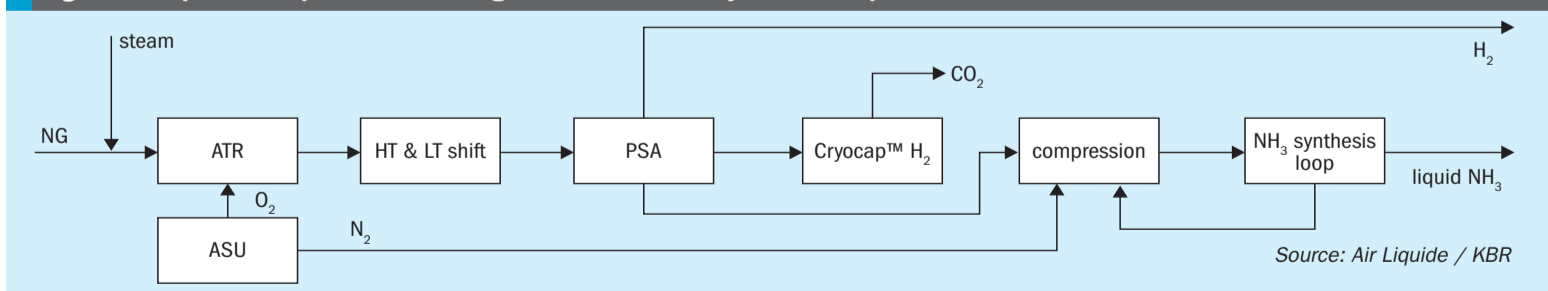 steam
H₂
CO₂
NG
ATR
HT & LT shift
PSA
Cryocap™ H₂
compression
NH₃ synthesis
loop
liquid NH₃
O₂
N₂
ASU
Source: Air Liquide / KBR